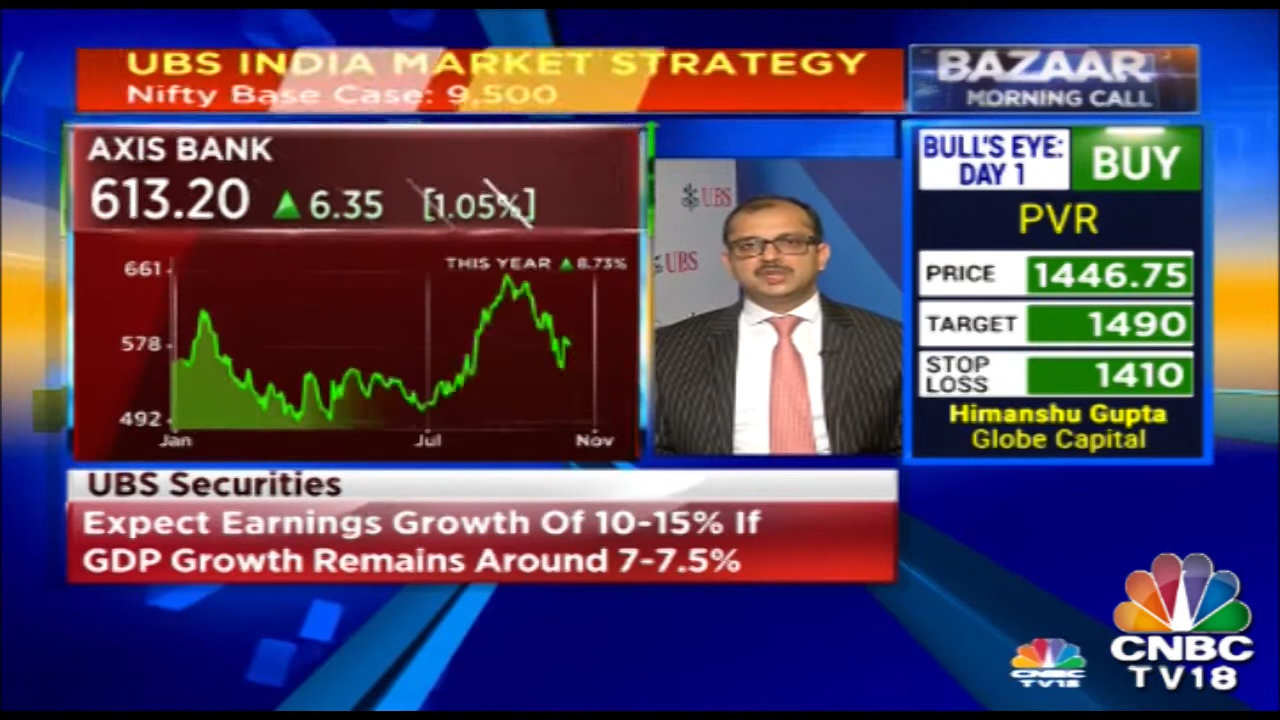 UBS INDIA MARKET STRATEGY
Nifty Base Case: 9,500
BAZAAR
MORNING CALL
AXIS BANK
613.20 ▲ 6.35 [1.05%]
THIS YEAR ▲ 8.73%
661
578
492
Jan Jul Nov
UBS
UBS
BULL'S EYE:
DAY 1
BUY
PVR
PRICE 1446.75
TARGET 1490
STOP
LOSS
1410
Himanshu Gupta
Globe Capital
UBS Securities
Expect Earnings Growth Of 10-15% If
GDP Growth Remains Around 7-7.5%
CNBC
TV18
CNBC
TV18